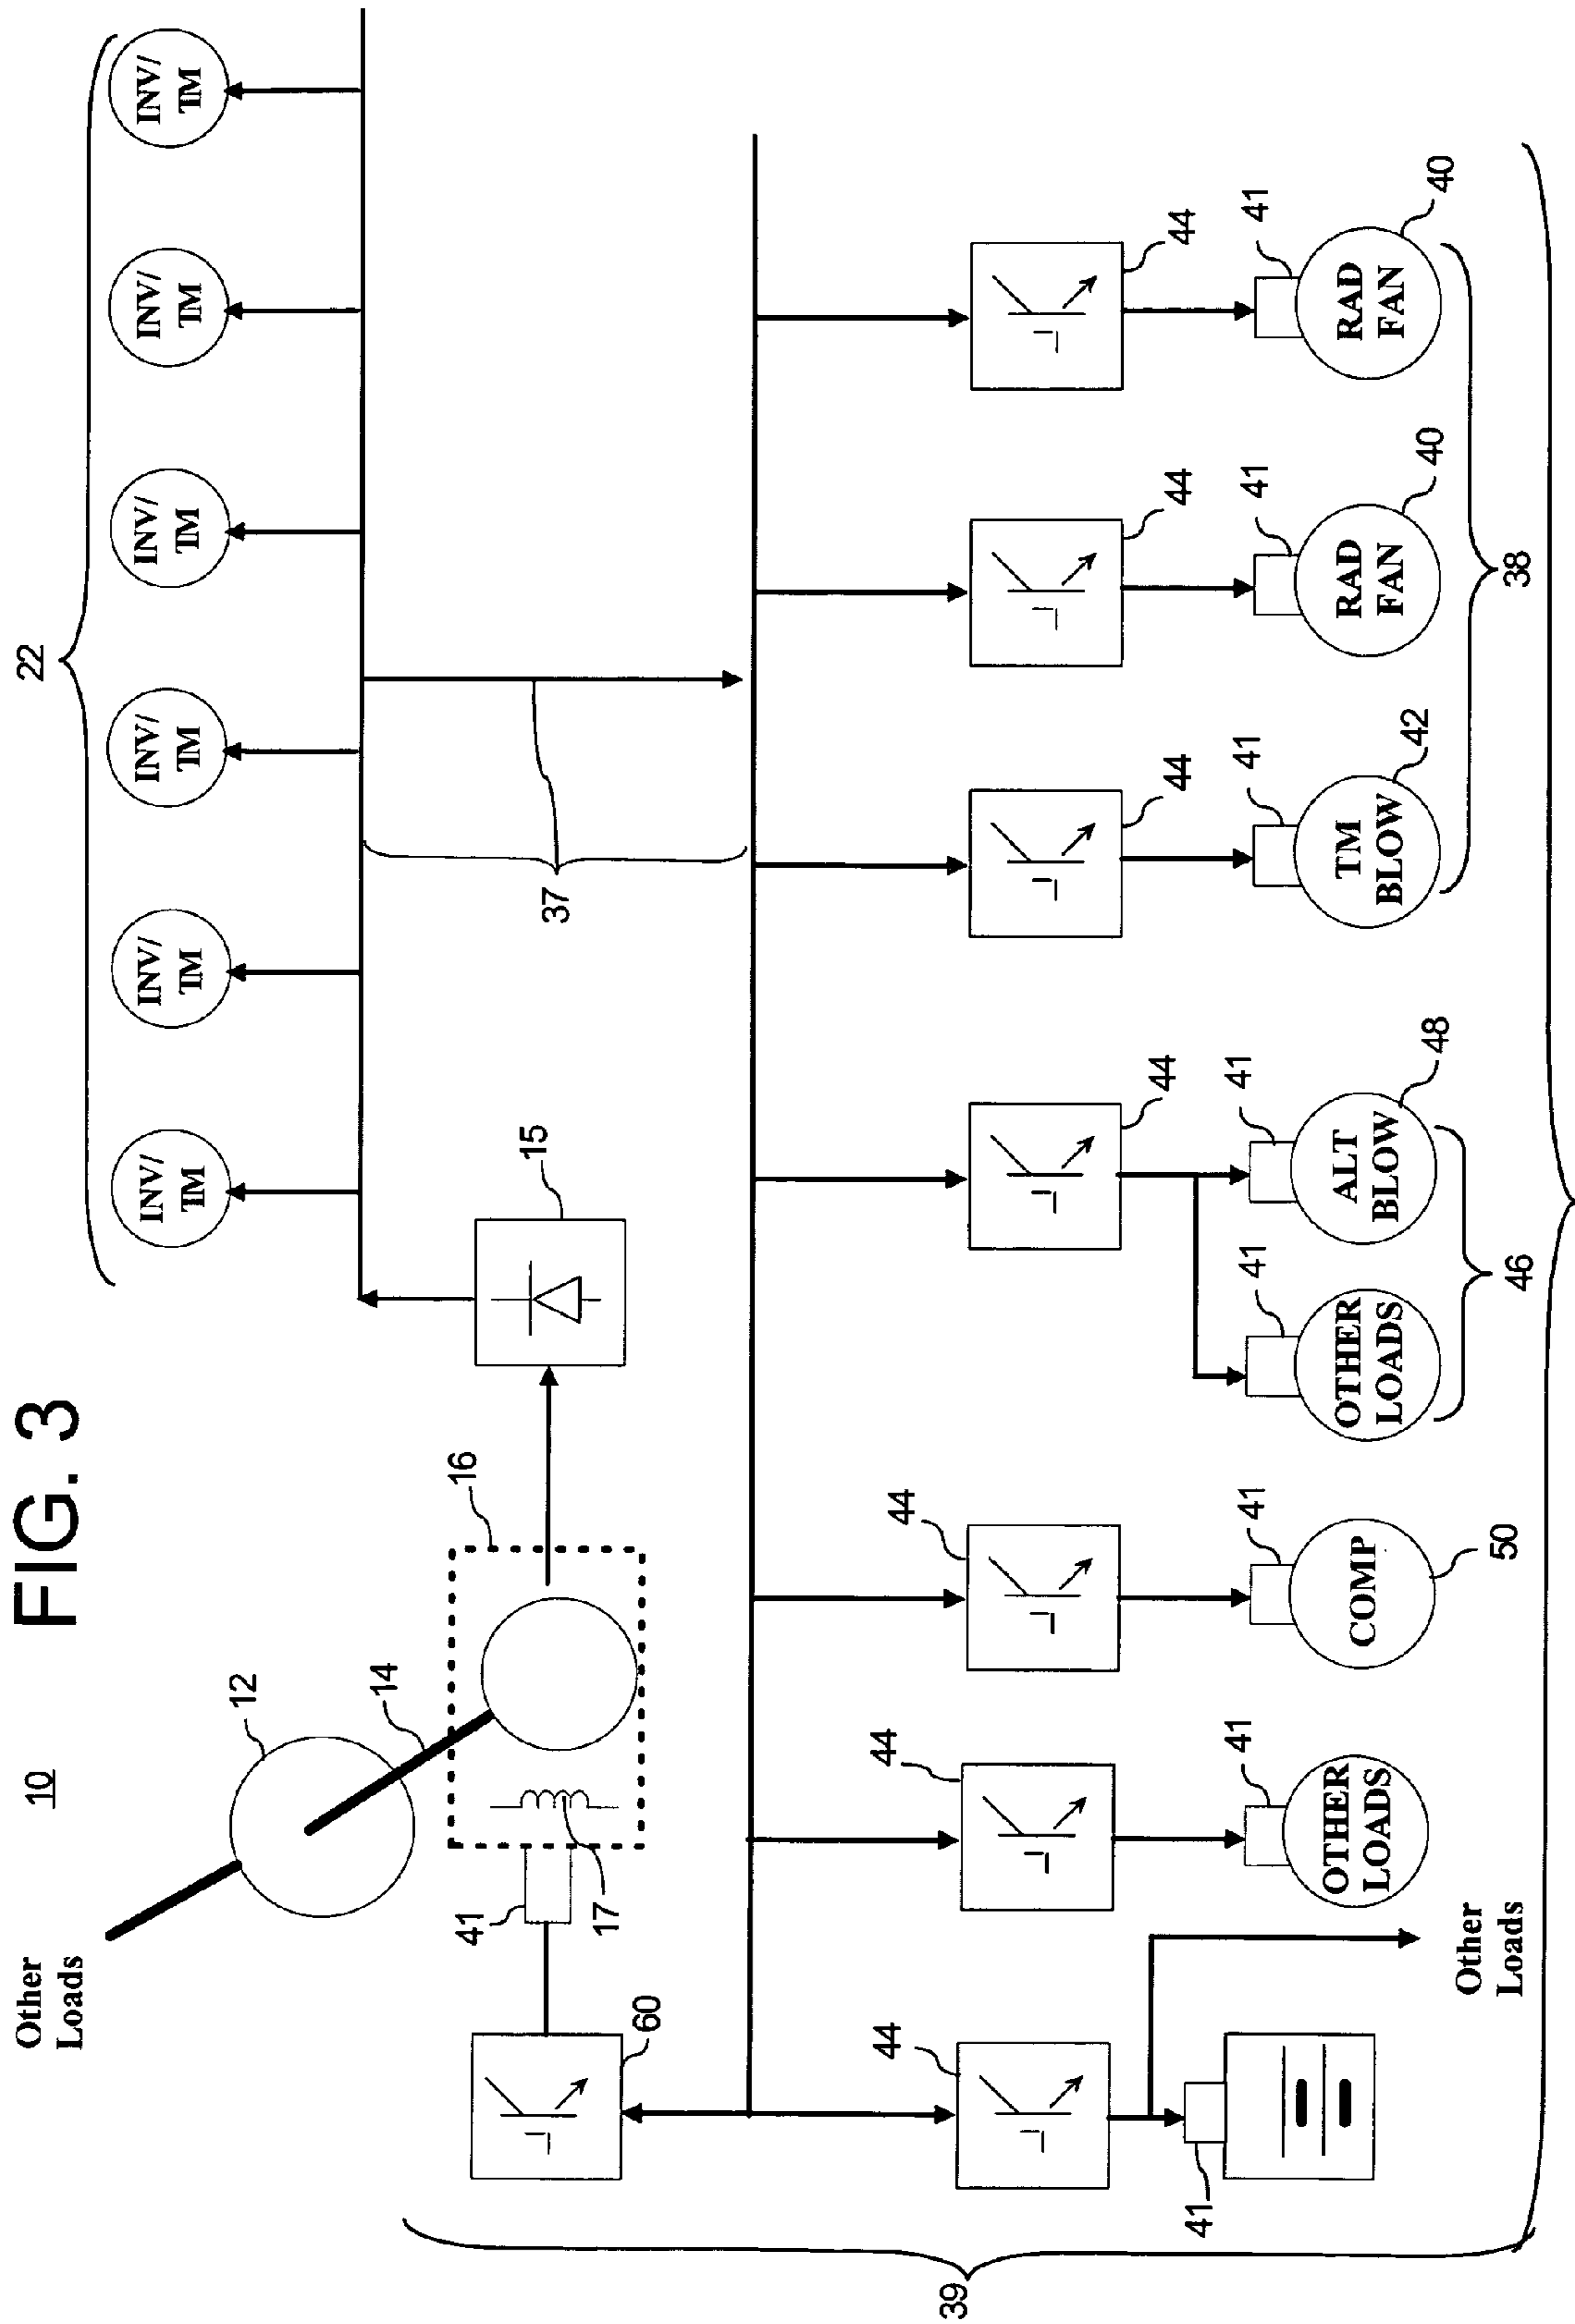 Other
Loads
10
FIG. 3
22
INV/
TM
INV/
TM
INV/
TM
INV/
TM
INV/
TM
INV/
TM
12
14
16
15
41
17
60
37
44
44
44
44
44
44
44
41
41
41
41
41
41
41
41
Other
Loads
OTHER
LOADS
COMP
50
OTHER
LOADS
ALT
BLOW
48
46
TM
BLOW
42
RAD
FAN
40
RAD
FAN
40
38
39